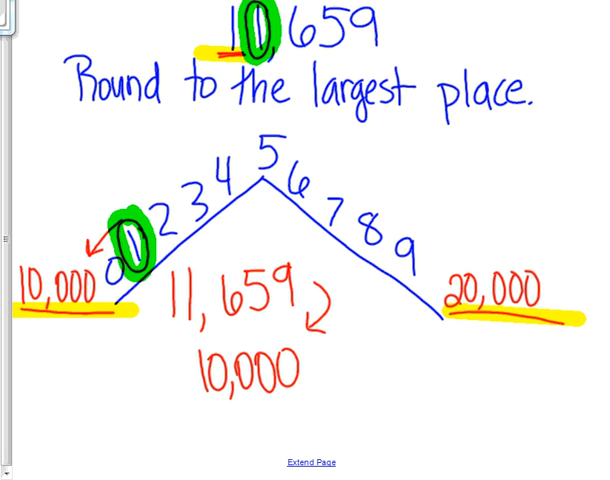 11,659
Round to the largest place.
0 1 2 3 4 5 6 7 8 9
10,000
11,659
20,000
10,000
Extend Page